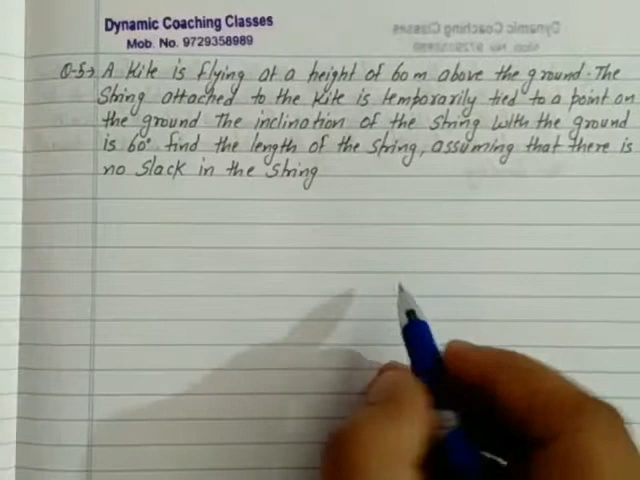 Dynamic Coaching Classes
Mob. No. 9729358989
Q-5→ A Kite is flying at a height of 60 m above the ground. The
String attached to the Kite is temporarily tied to a point on
the ground The inclination of the string with the ground
is 60°. find the length of the string, assuming that there is
no Slack in the String